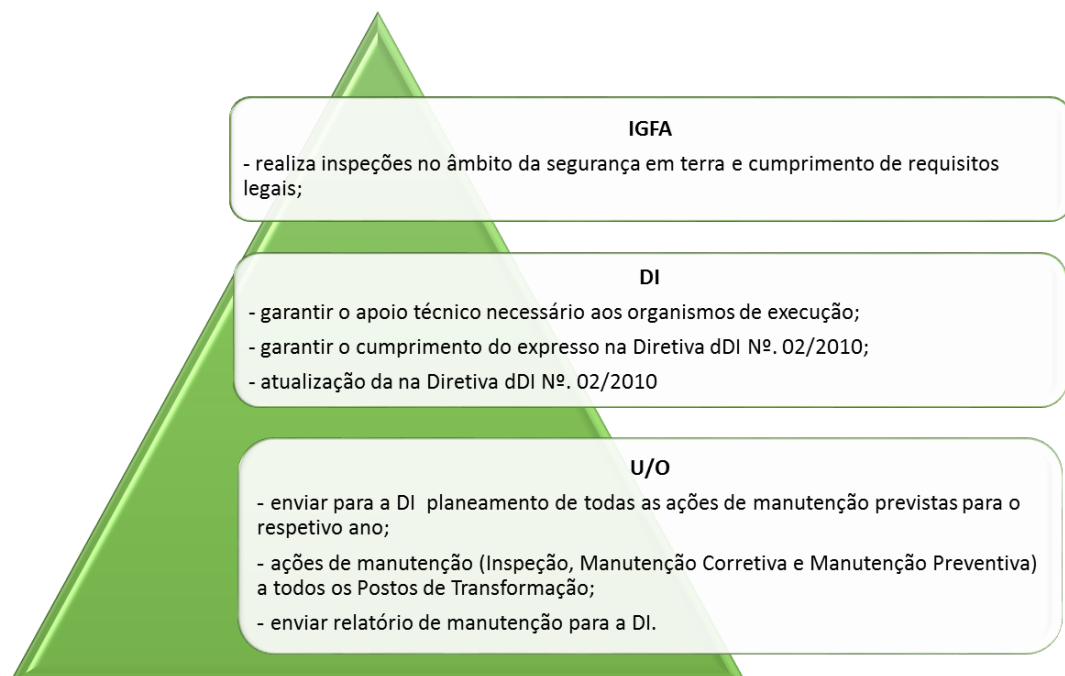 IGFA
- realiza inspeções no âmbito da segurança em terra e cumprimento de requisitos
legais;
DI
- garantir o apoio técnico necessário aos organismos de execução;
- garantir o cumprimento do expresso na Diretiva dDI Nº. 02/2010;
- atualização da na Diretiva dDI Nº. 02/2010
U/O
- enviar para a DI planeamento de todas as ações de manutenção previstas para o
respetivo ano;
- ações de manutenção (Inspeção, Manutenção Corretiva e Manutenção Preventiva)
a todos os Postos de Transformação;
- enviar relatório de manutenção para a DI.